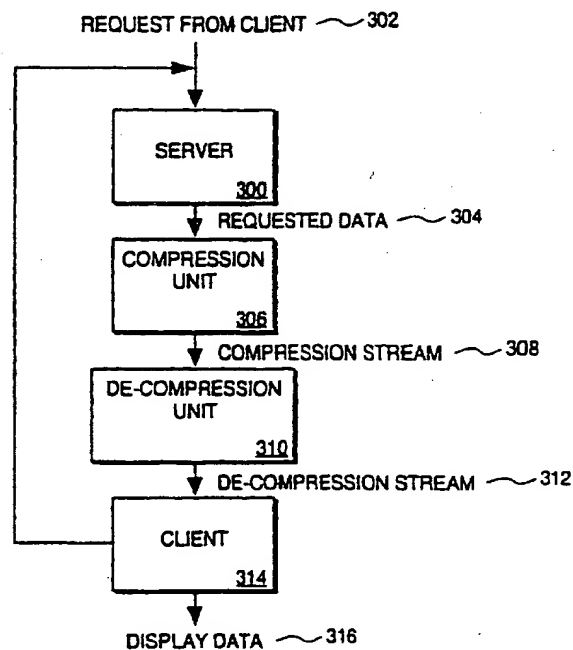 REQUEST FROM CLIENT 302
SERVER
300
REQUESTED DATA 304
COMPRESSION
UNIT
306
COMPRESSION STREAM 308
DE-COMPRESSION
UNIT
310
DE-COMPRESSION STREAM 312
CLIENT
314
DISPLAY DATA 316